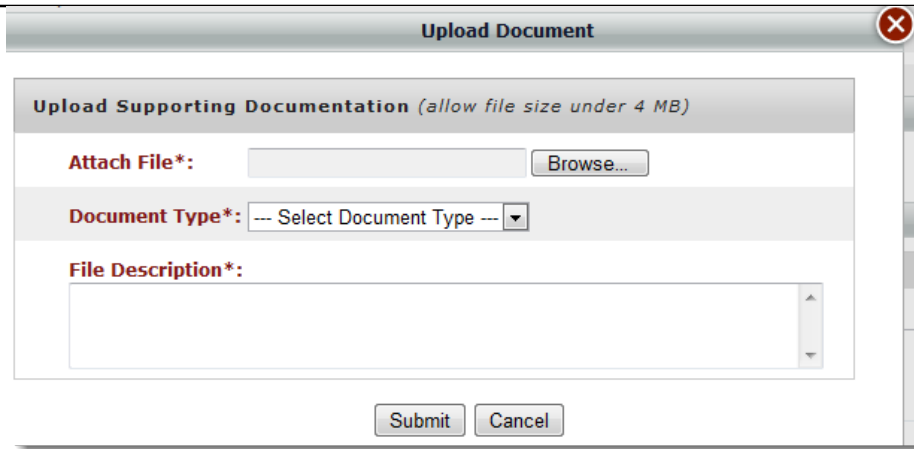 Upload Document
Upload Supporting Documentation (allow file size under 4 MB)
Attach File*: Browse...
Document Type*: --- Select Document Type ---
File Description*:
Submit Cancel